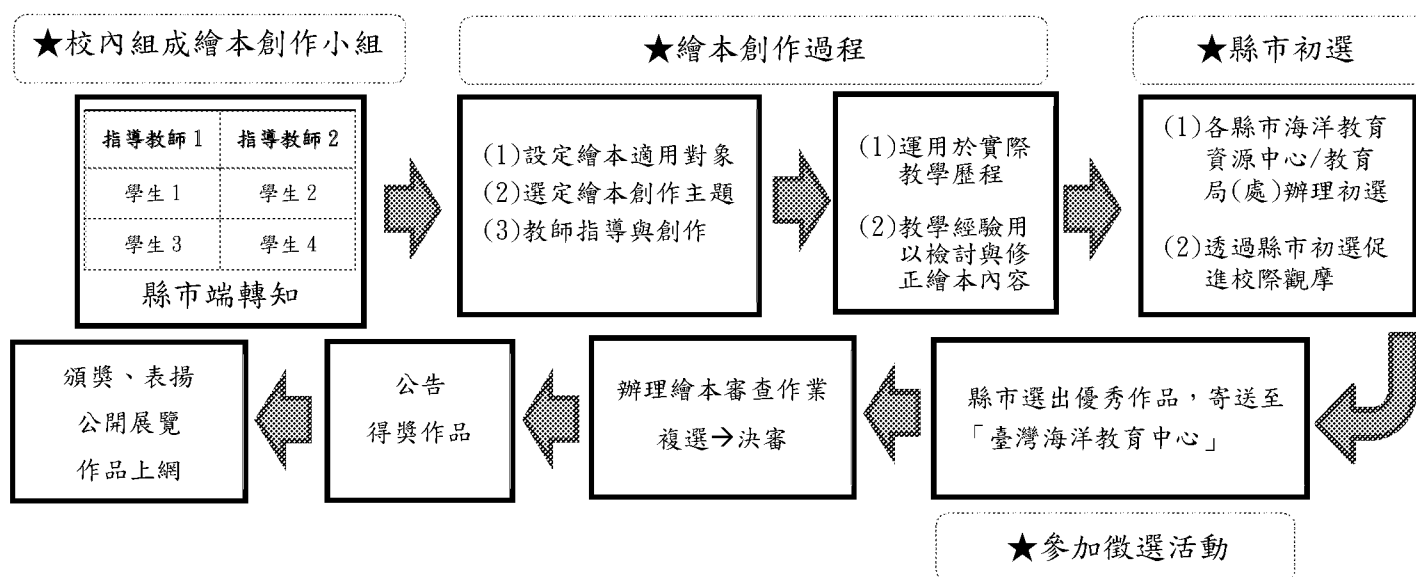 ★校內組成繪本創作小組
指導教師1 指導教師2
學生1 學生2
學生3 學生4
縣市端轉知
★繪本創作過程
(1)設定繪本適用對象
(2)選定繪本創作主題
(3)教師指導與創作
(1)運用於實際
教學歷程
(2)教學經驗用
以檢討與修
正繪本內容
★縣市初選
(1)各縣市海洋教育
資源中心/教育
局(處)辦理初選
(2)透過縣市初選促
進校際觀摩
縣市選出優秀作品，寄送至
「臺灣海洋教育中心」
★參加徵選活動
辦理繪本審查作業
複選→決審
公告
得獎作品
頒獎、表揚
公開展覽
作品上網